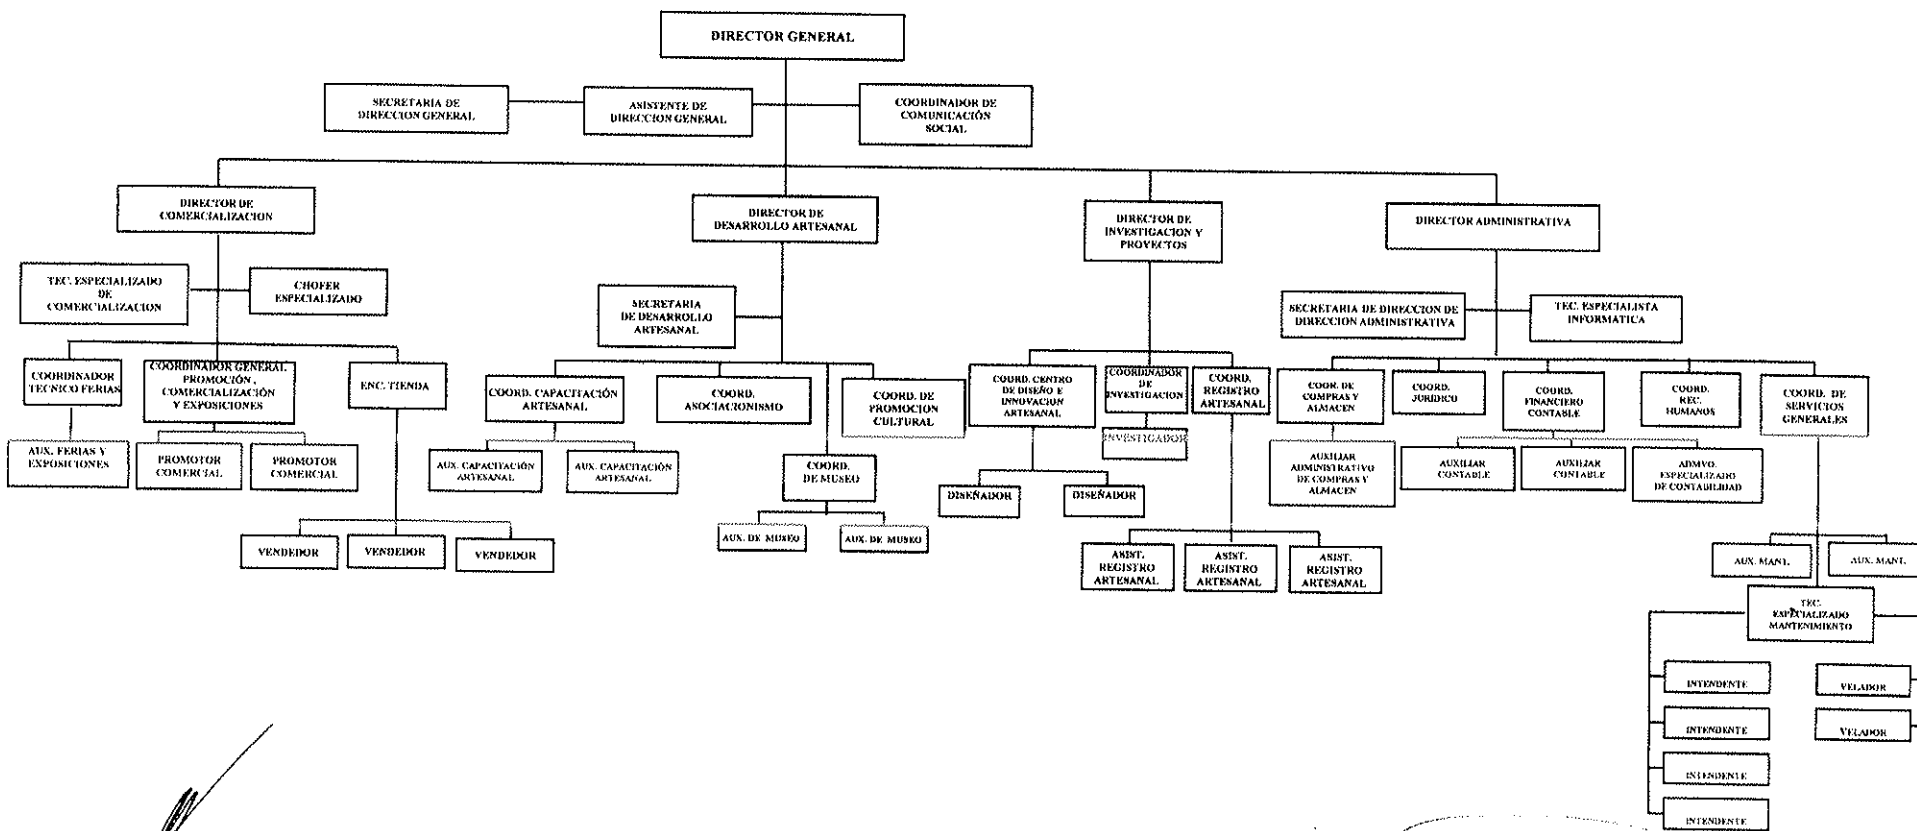 DIRECTOR GENERAL
SECRETARIA DE
DIRECCION GENERAL
ASISTENTE DE
DIRECCION GENERAL
COORDINADOR DE
COMUNICACIÓN
SOCIAL
DIRECTOR DE
COMERCIALIZACION
DIRECTOR DE
DESARROLLO ARTESANAL
DIRECTOR DE
INVESTIGACION Y
PROYECTOS
DIRECTOR ADMINISTRATIVA
TEC. ESPECIALIZADO
DE
COMERCIALIZACION
CHOFER
ESPECIALIZADO
SECRETARIA
DE DESARROLLO
ARTESANAL
SECRETARIA DE DIRECCION DE
DIRECCION ADMINISTRATIVA
TEC. ESPECIALISTA
INFORMATICA
COORDINADOR
TECNICO FERIAS
COORDINADOR GENERAL
PROMOCIÓN ,
COMERCIALIZACIÓN
Y EXPOSICIONES
ENC. TIENDA
COORD. CAPACITACIÓN
ARTESANAL
COORD.
ASOCIACIONISMO
COORD. DE
PROMOCION
CULTURAL
COORD. CENTRO
DE DISEÑO E
INNOVACION
ARTESANAL
COORDINADOR
DE
INVESTIGACION
COORD.
REGISTRO
ARTESANAL
COOR. DE
COMPRAS Y
ALMACEN
COORD.
JURIDICO
COORD.
FINANCIERO
CONTABLE
COORD.
REC.
HUMANOS
COORD. DE
SERVICIOS
GENERALES
AUX. FERIAS Y
EXPOSICIONES
PROMOTOR
COMERCIAL
PROMOTOR
COMERCIAL
AUX. CAPACITACIÓN
ARTESANAL
AUX. CAPACITACIÓN
ARTESANAL
COORD.
DE MUSEO
INVESTIGADOR
AUXILIAR
ADMINISTRATIVO
DE COMPRAS Y
ALMACEN
AUXILIAR
CONTABLE
AUXILIAR
CONTABLE
ADMVO.
ESPECIALIZADO
DE CONTABILIDAD
DISEÑADOR
DISEÑADOR
VENDEDOR
VENDEDOR
VENDEDOR
AUX. DE MUSEO
AUX. DE MUSEO
ASIST.
REGISTRO
ARTESANAL
ASIST.
REGISTRO
ARTESANAL
ASIST.
REGISTRO
ARTESANAL
AUX. MANT.
AUX. MANT.
TEC.
ESPECIALIZADO
MANTENIMIENTO
INTENDENTE
VELADOR
INTENDENTE
VELADOR
INTENDENTE
INTENDENTE